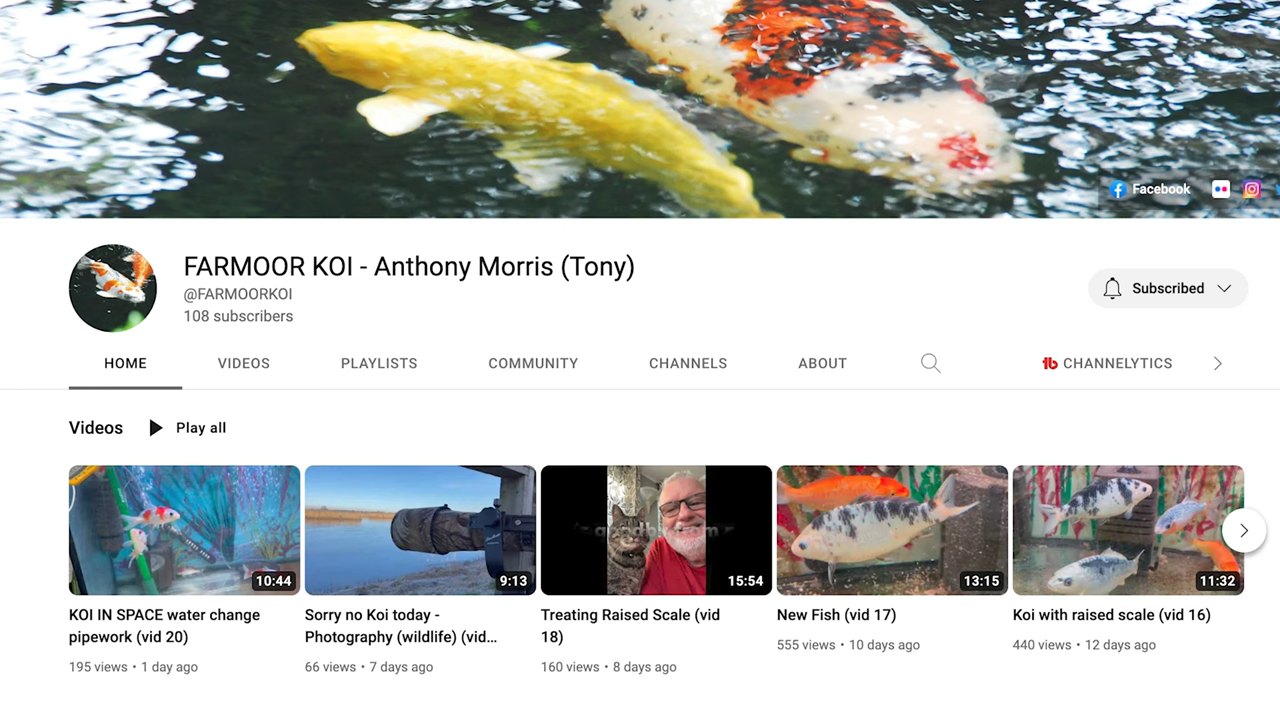 Facebook
FARMOOR KOI - Anthony Morris (Tony)
@FARMOORKOI
108 subscribers
Subscribed
HOME
VIDEOS
PLAYLISTS
COMMUNITY
CHANNELS
ABOUT
CHANNELYTICS
Videos
Play all
10:44
9:13
15:54
13:15
11:32
KOI IN SPACE water change
pipework (vid 20)
195 views • 1 day ago
Sorry no Koi today -
Photography (wildlife) (vid...
66 views • 7 days ago
Treating Raised Scale (vid
18)
160 views • 8 days ago
New Fish (vid 17)
555 views • 10 days ago
Koi with raised scale (vid 16)
440 views • 12 days ago